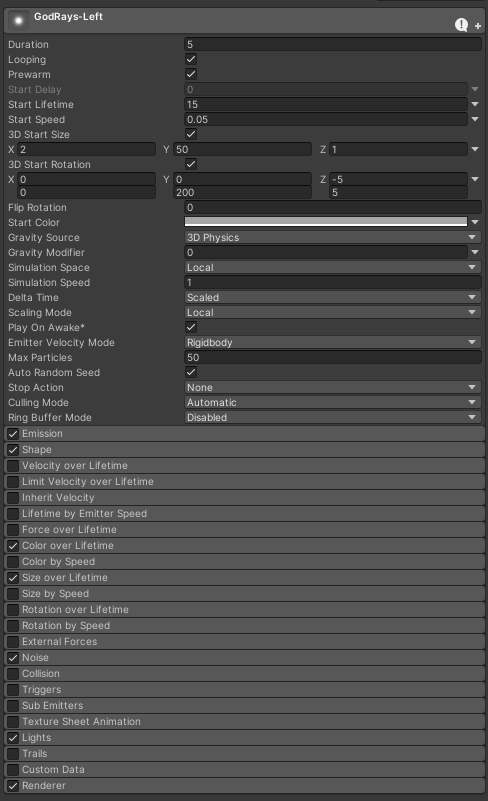 GodRays-Left
Duration 5
Looping
Prewarm
Start Delay 0
Start Lifetime 15
Start Speed 0.05
3D Start Size
X 2 Y 50 Z 1
3D Start Rotation
X 0 Y 0 Z -5
0 200 5
Flip Rotation 0
Start Color
Gravity Source 3D Physics
Gravity Modifier 0
Simulation Space Local
Simulation Speed 1
Delta Time Scaled
Scaling Mode Local
Play On Awake*
Emitter Velocity Mode Rigidbody
Max Particles 50
Auto Random Seed
Stop Action None
Culling Mode Automatic
Ring Buffer Mode Disabled
Emission
Shape
Velocity over Lifetime
Limit Velocity over Lifetime
Inherit Velocity
Lifetime by Emitter Speed
Force over Lifetime
Color over Lifetime
Color by Speed
Size over Lifetime
Size by Speed
Rotation over Lifetime
Rotation by Speed
External Forces
Noise
Collision
Triggers
Sub Emitters
Texture Sheet Animation
Lights
Trails
Custom Data
Renderer